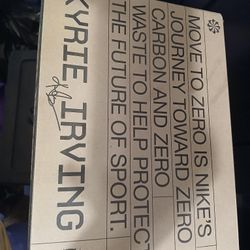 MOVE TO ZERO IS NIKE'S
JOURNEY TOWARD ZERO
CARBON AND ZERO
WASTE TO HELP PROTECT
THE FUTURE OF SPORT.
KYRIE IRVING